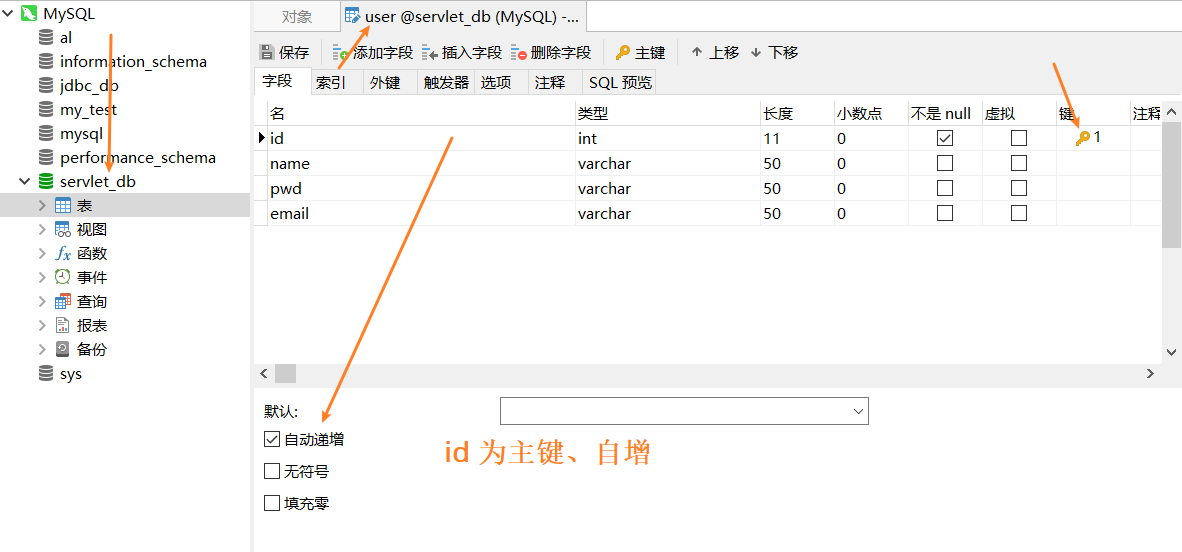 MySQL
al
information_schema
jdbc_db
my_test
mysql
performance_schema
servlet_db
表
视图
函数
事件
查询
报表
备份
sys
对象 user @servlet_db (MySQL) -...
保存 添加字段 插入字段 删除字段 主键 上移 下移
字段 索引 外键 触发器 选项 注释 SQL 预览
名 类型 长度 小数点 不是 null 虚拟 键 注释
id int 11 0 1
name varchar 50 0
pwd varchar 50 0
email varchar 50 0
默认:
自动递增
id 为主键、自增
无符号
填充零